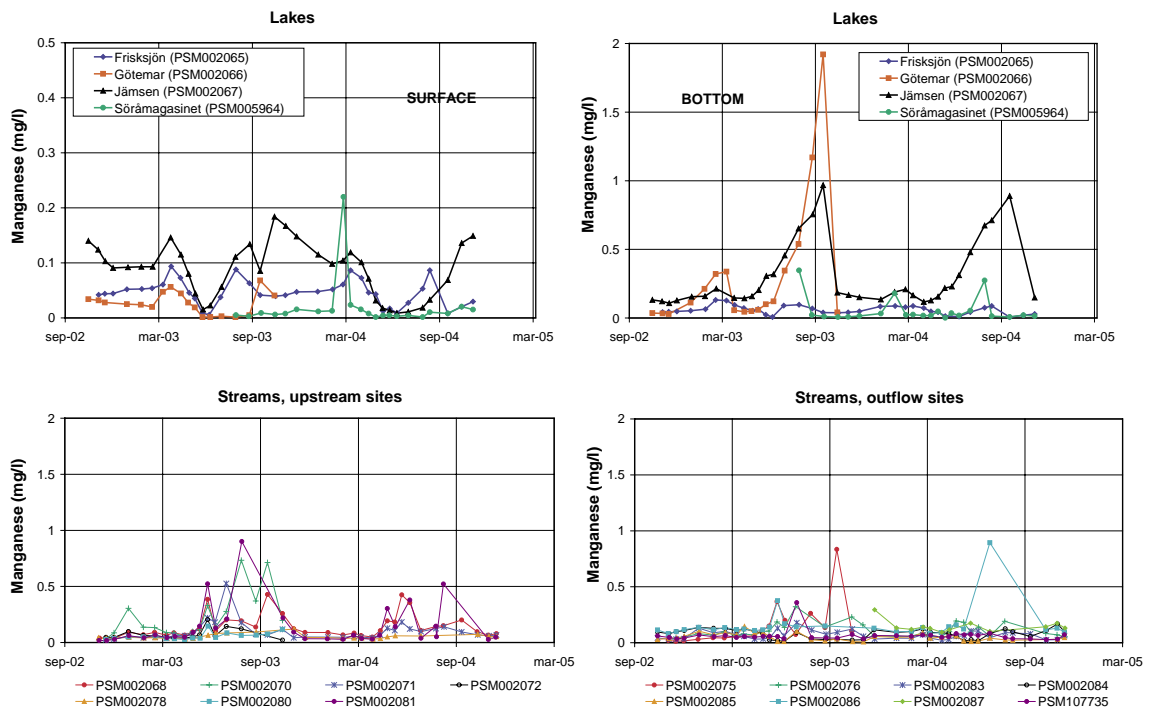 Lakes
0.5
0.4
0.3
0.2
0.1
0
Manganese (mg/l)
Frisksjön (PSM002065)
Götemar (PSM002066)
Jämsen (PSM002067)
Söråmagasinet (PSM005964)
SURFACE
sep-02 mar-03 sep-03 mar-04 sep-04 mar-05
Lakes
2
1.5
1
0.5
0
Manganese (mg/l)
BOTTOM
Frisksjön (PSM002065)
Götemar (PSM002066)
Jämsen (PSM002067)
Söråmagasinet (PSM005964)
sep-02 mar-03 sep-03 mar-04 sep-04 mar-05
Streams, upstream sites
2
1.5
1
0.5
0
Manganese (mg/l)
sep-02 mar-03 sep-03 mar-04 sep-04 mar-05
PSM002068 PSM002070 PSM002071 PSM002072
PSM002078 PSM002080 PSM002081
Streams, outflow sites
2
1.5
1
0.5
0
Manganese (mg/l)
sep-02 mar-03 sep-03 mar-04 sep-04 mar-05
PSM002075 PSM002076 PSM002083 PSM002084
PSM002085 PSM002086 PSM002087 PSM107735